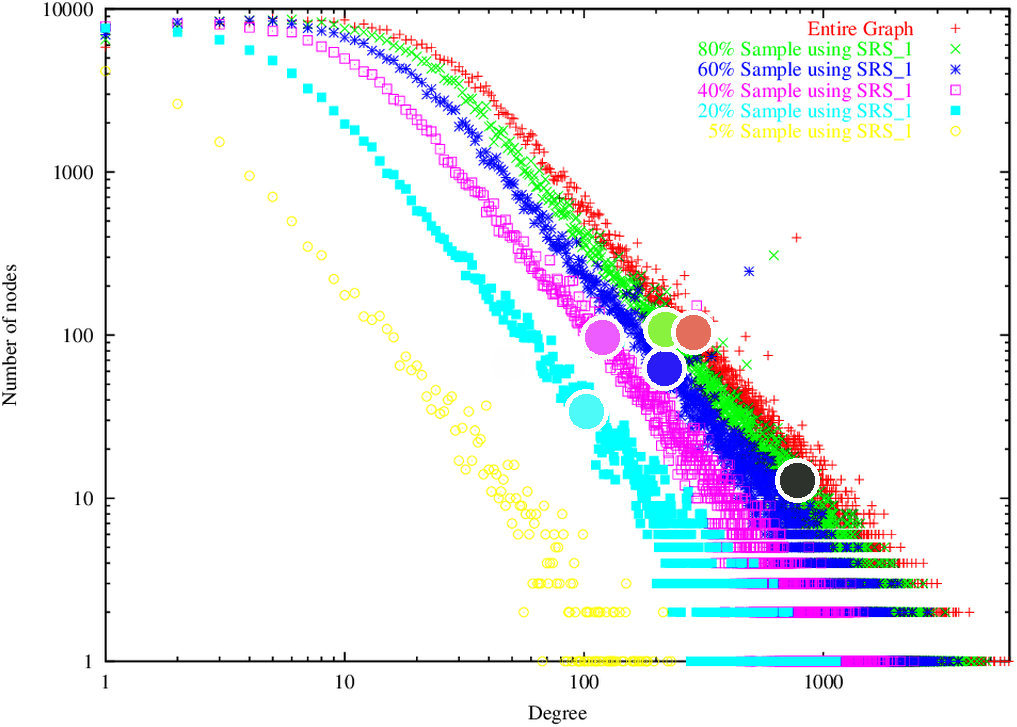 10000
1000
100
10
1
1
10
100
1000
Number of nodes
Degree
Entire Graph
80% Sample using SRS_1
60% Sample using SRS_1
40% Sample using SRS_1
20% Sample using SRS_1
5% Sample using SRS_1